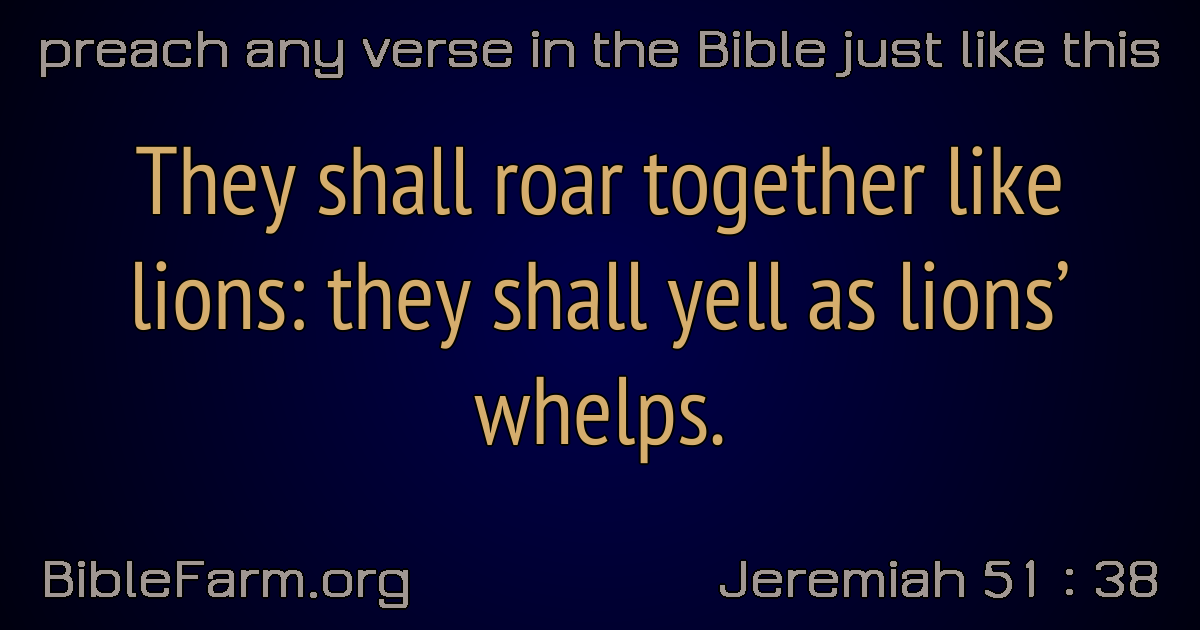 preach any verse in the Bible just like this
They shall roar together like
lions: they shall yell as lions’
whelps.
BibleFarm.org
Jeremiah 51 : 38